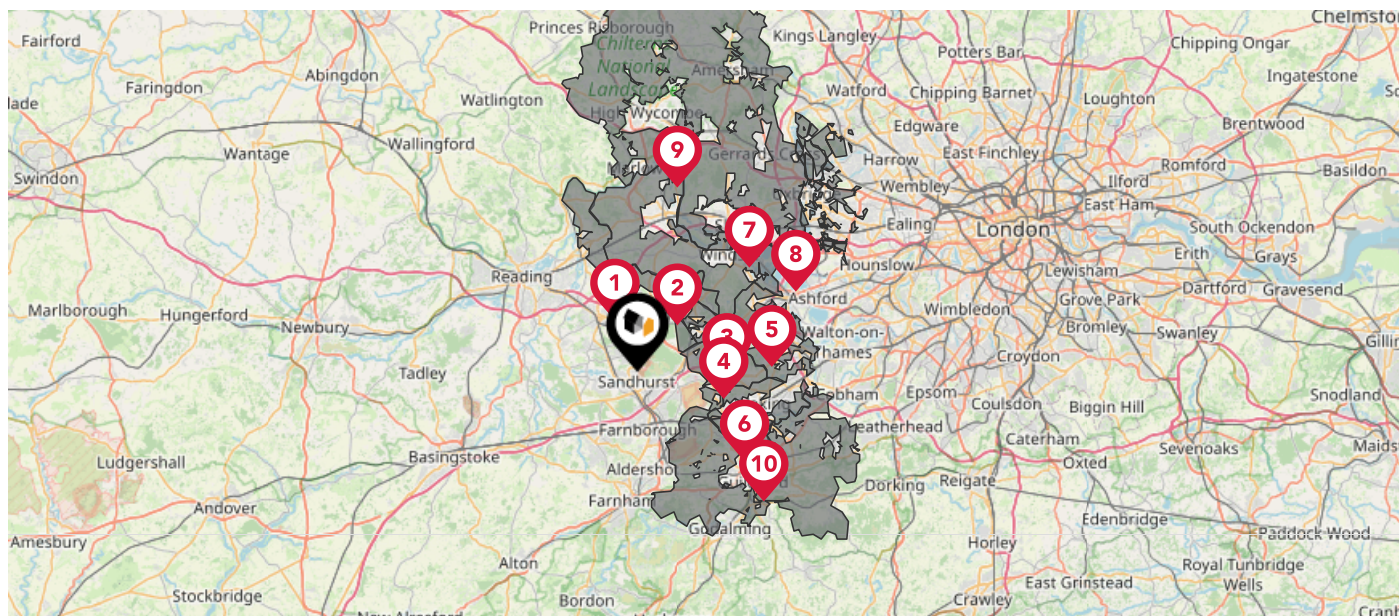 Chelmsfo
Princes Risborough
Kings Langley
Fairford
Chiltern
National
Landscape
Potters Bar
Chipping Ongar
Abingdon
Amersham
Ingatestone
Faringdon
Watford
Chipping Barnet
Loughton
Watlington
High Wycombe
Brentwood
Edgware
Wallingford
Wantage
9
Gerrards Cross
Harrow
East Finchley
Romford
Basildon
Swindon
Wembley
Ilford
East Ham
7
Ealing
London
South Ockendon
8
Erith
Grays
Reading
1
2
Hounslow
Lewisham
Dartford
Gravesend
Ashford
Grove Park
Marlborough
Hungerford
Newbury
Wimbledon
Bromley
Swanley
3
5
Walton-on-
Thames
4
Croydon
Tadley
Sandhurst
Epsom
Coulsdon
Biggin Hill
Snodland
6
Farnborough
Leatherhead
Caterham
Sevenoaks
Maids
Basingstoke
Ludgershall
Oxted
10
Aldersho
Dorking
Reigate
Andover
Farnham
Godalming
Edenbridge
Paddock Wood
Amesbury
Horley
Alton
Royal Tunbridge
Wells
East Grinstead
Stockbridge
Bordon
Crawley